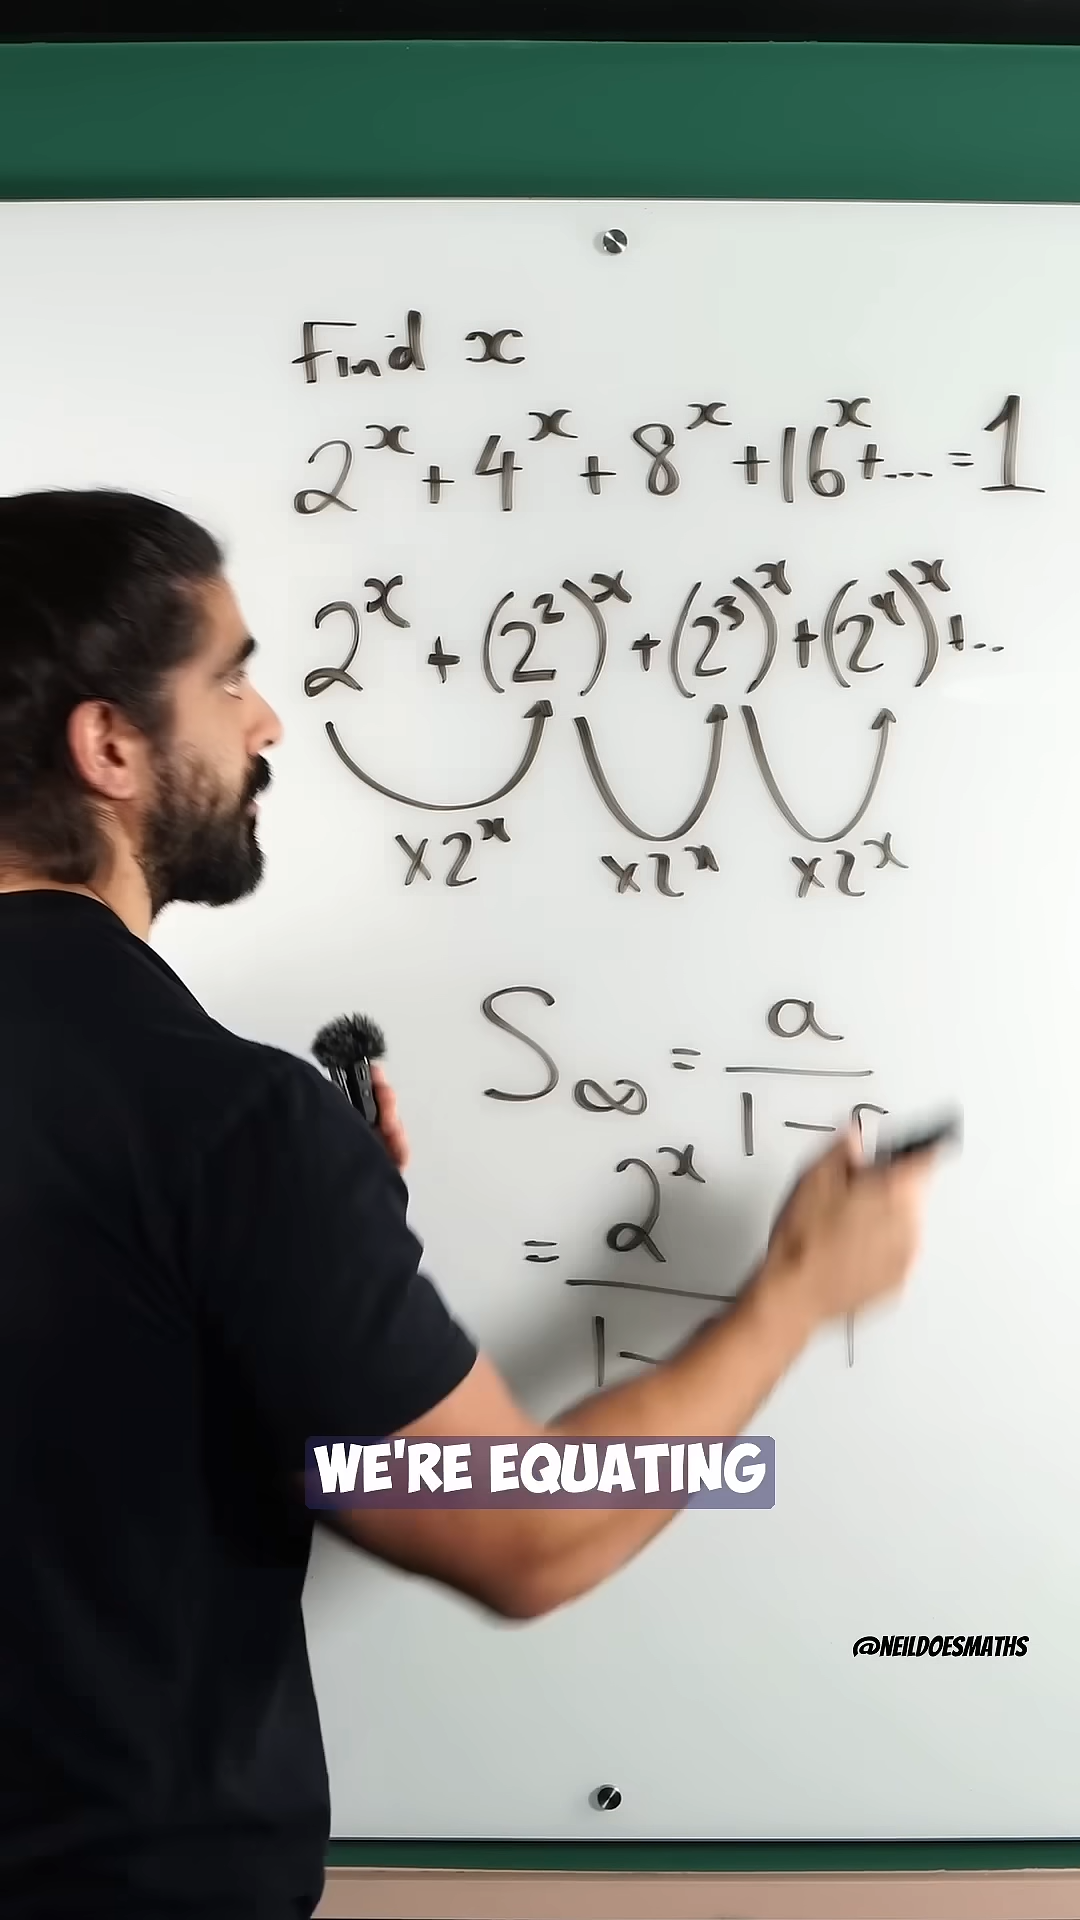 Find x
2^x + 4^x + 8^x + 16^x + ... = 1
2^x + (2^2)^x + (2^3)^x + (2^4)^x + ...
×2^x ×2^x ×2^x
S∞ = a / 1 - r
= 2^x / 1 -
WE'RE EQUATING
@NEILDOESMATHS